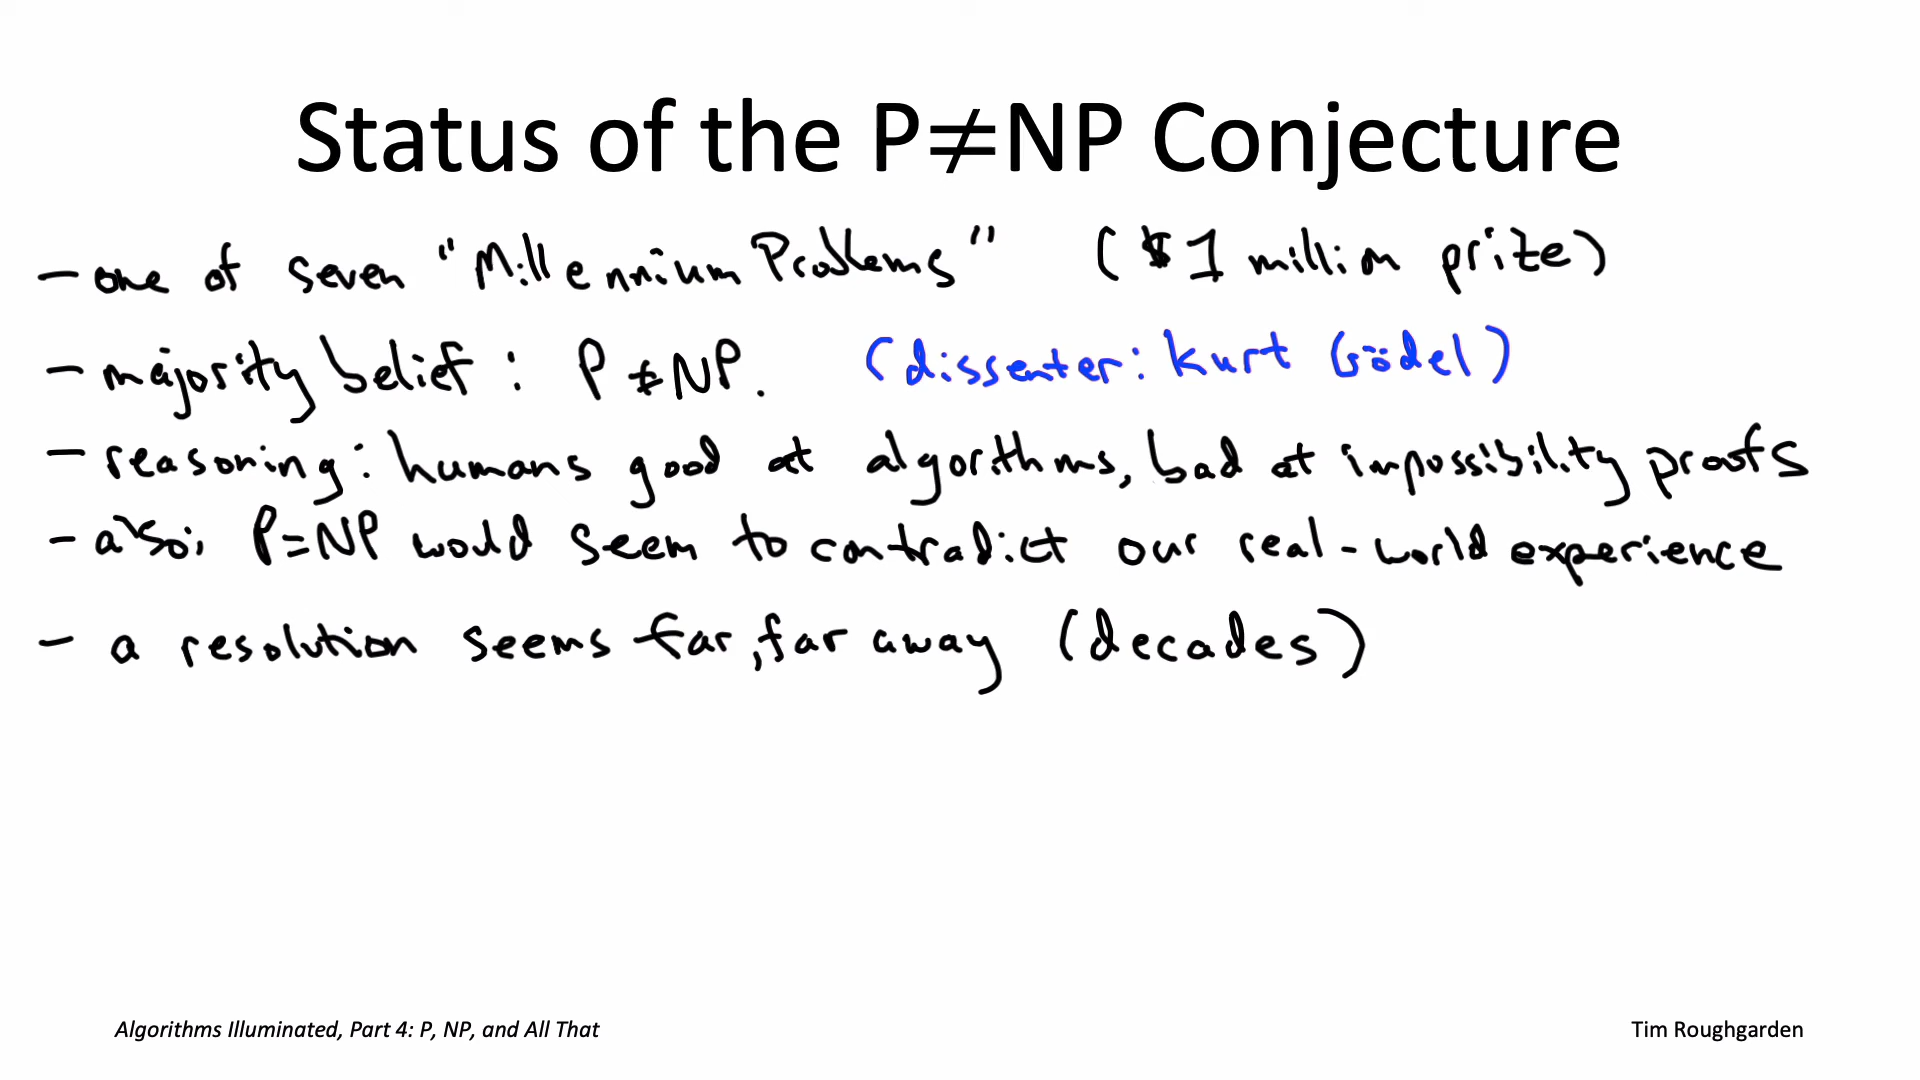 Status of the P≠NP Conjecture
- one of seven "Millennium Problems" ($1 million prize)
- majority belief: P≠NP. (dissenter: Kurt Gödel)
- reasoning: humans good at algorithms, bad at impossibility proofs
- also: P=NP would seem to contradict our real-world experience
- a resolution seems far, far away (decades)
Algorithms Illuminated, Part 4: P, NP, and All That
Tim Roughgarden